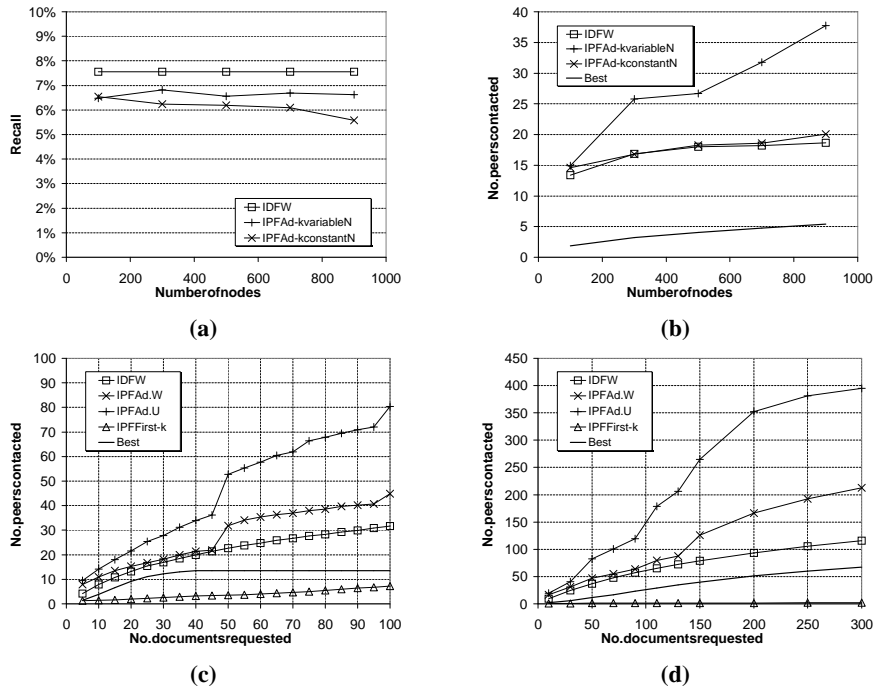 10%
9%
8%
7%
6%
5%
4%
3%
2%
1%
0%
Recall
IDFW
IPFAd-kvariableN
IPFAd-kconstantN
0 200 400 600 800 1000
Numberofnodes
(a)
40
35
30
25
20
15
10
5
0
No.peerscontacted
IDFW
IPFAd-kvariableN
IPFAd-kconstantN
Best
0 200 400 600 800 1000
Numberofnodes
(b)
100
90
80
70
60
50
40
30
20
10
0
No.peerscontacted
IDFW
IPFAd.W
IPFAd.U
IPFFirst-k
Best
0 10 20 30 40 50 60 70 80 90 100
No.documentsrequested
(c)
450
400
350
300
250
200
150
100
50
0
No.peerscontacted
IDFW
IPFAd.W
IPFAd.U
IPFFirst-k
Best
0 50 100 150 200 250 300
No.documentsrequested
(d)